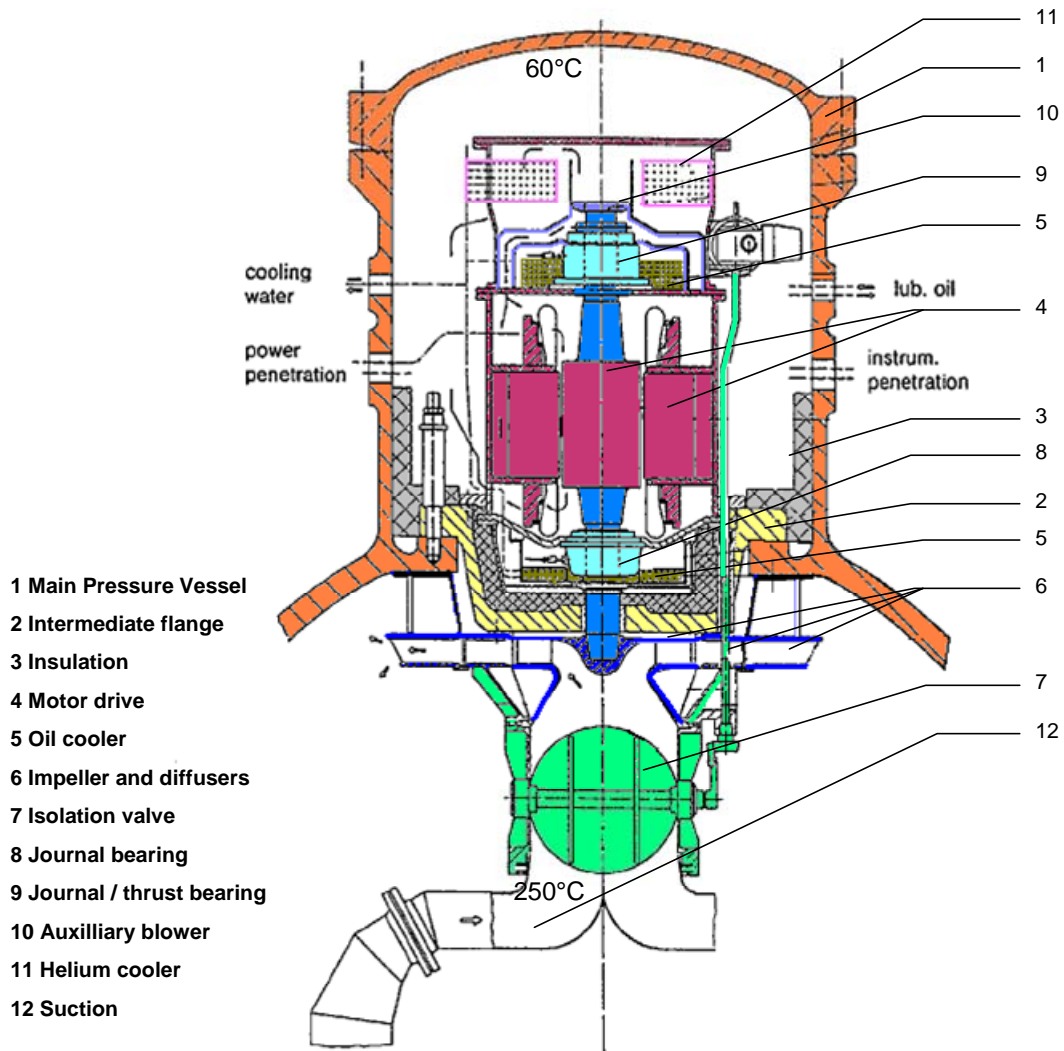 11
60°C
1
10
9
5
cooling
water
lub. oil
4
power
penetration
instrum.
penetration
3
8
2
5
1 Main Pressure Vessel
6
2 Intermediate flange
3 Insulation
7
4 Motor drive
12
5 Oil cooler
6 Impeller and diffusers
7 Isolation valve
8 Journal bearing
9 Journal / thrust bearing
250°C
10 Auxilliary blower
11 Helium cooler
12 Suction